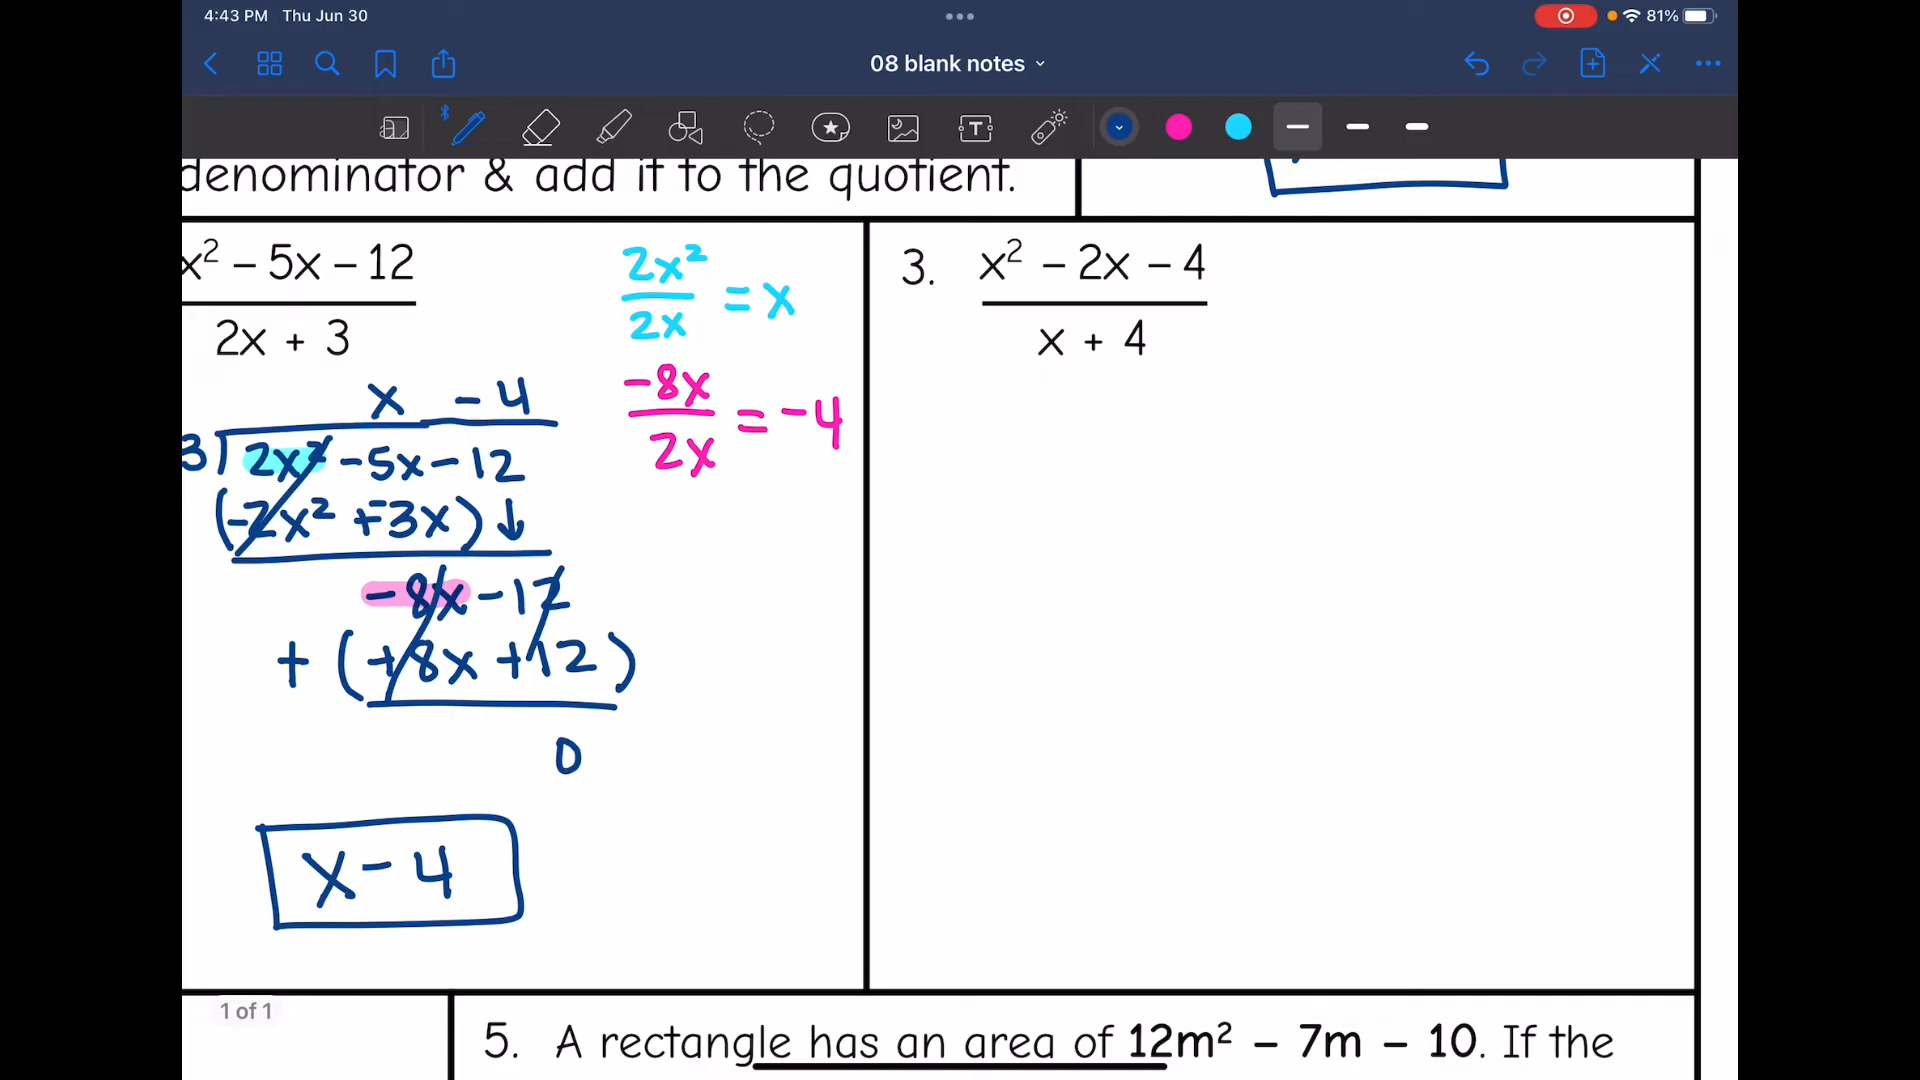 4:43 PM Thu Jun 30
81%
08 blank notes
denominator & add it to the quotient.
x² – 5x – 12
2x + 3
2x²
2x
= x
-8x
2x
= -4
x - 4
3 2x² -5x - 12
(-2x² + -3x) ↓
-8x - 12
+ (+8x + 12)
0
x - 4
3. x² – 2x – 4
x + 4
1 of 1
5. A rectangle has an area of 12m² – 7m – 10. If the